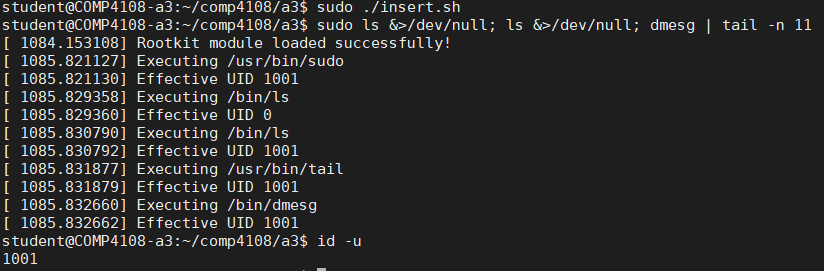 student@COMP4108-a3:~/comp4108/a3$ sudo ./insert.sh
student@COMP4108-a3:~/comp4108/a3$ sudo ls &>/dev/null; ls &>/dev/null; dmesg | tail -n 11
[ 1084.153108] Rootkit module loaded successfully!
[ 1085.821127] Executing /usr/bin/sudo
[ 1085.821130] Effective UID 1001
[ 1085.829358] Executing /bin/ls
[ 1085.829360] Effective UID 0
[ 1085.830790] Executing /bin/ls
[ 1085.830792] Effective UID 1001
[ 1085.831877] Executing /usr/bin/tail
[ 1085.831879] Effective UID 1001
[ 1085.832660] Executing /bin/dmesg
[ 1085.832662] Effective UID 1001
student@COMP4108-a3:~/comp4108/a3$ id -u
1001